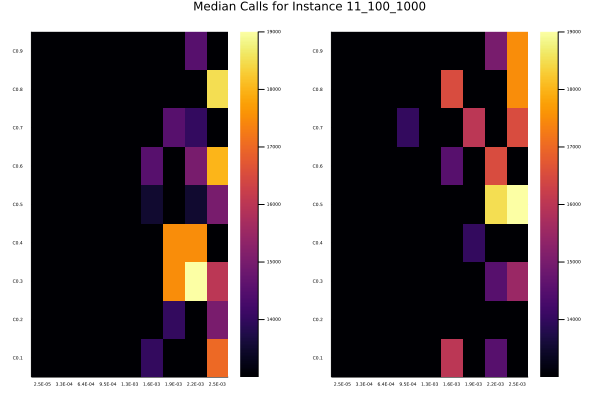 Median Calls for Instance 11_100_1000
C0.9
C0.8
C0.7
C0.6
C0.5
C0.4
C0.3
C0.2
C0.1
2.5E-05 3.3E-04 6.4E-04 9.5E-04 1.3E-03 1.6E-03 1.9E-03 2.2E-03 2.5E-03
19000
18000
17000
16000
15000
14000
C0.9
C0.8
C0.7
C0.6
C0.5
C0.4
C0.3
C0.2
C0.1
2.5E-05 3.3E-04 6.4E-04 9.5E-04 1.3E-03 1.6E-03 1.9E-03 2.2E-03 2.5E-03
19000
18000
17000
16000
15000
14000